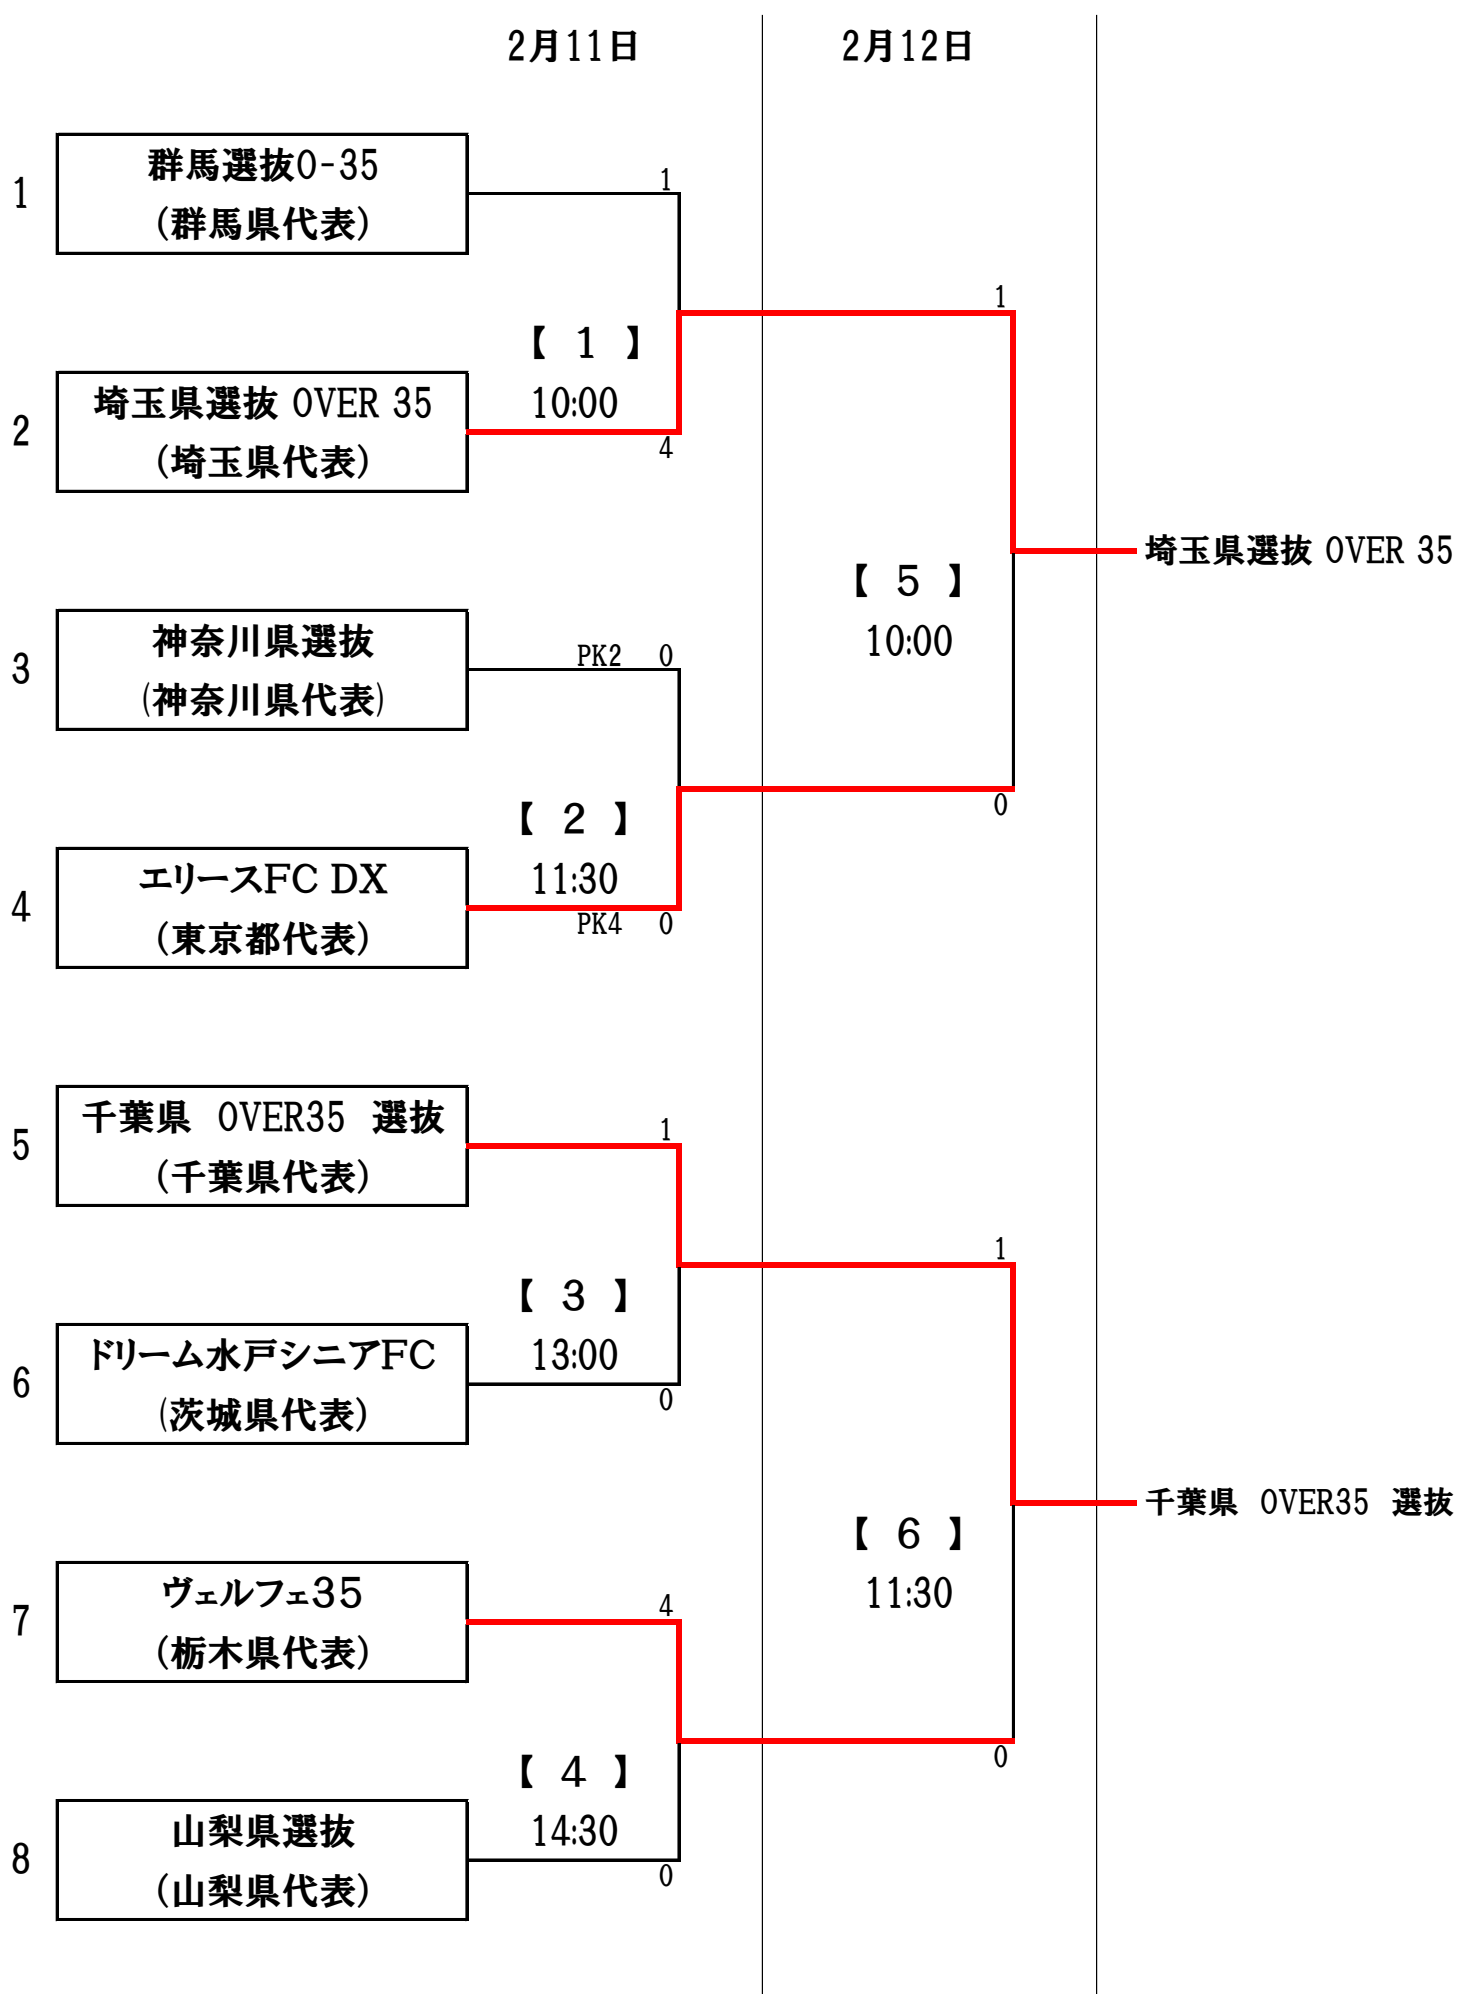 2月11日
2月12日
1
群馬選抜O-35
(群馬県代表)
1
【 1 】
10:00
2
埼玉県選抜 OVER 35
(埼玉県代表)
4
1
埼玉県選抜 OVER 35
【 5 】
10:00
3
神奈川県選抜
(神奈川県代表)
PK2 0
【 2 】
11:30
0
4
エリースFC DX
(東京都代表)
PK4 0
5
千葉県 OVER35 選抜
(千葉県代表)
1
【 3 】
13:00
1
6
ドリーム水戸シニアFC
(茨城県代表)
0
千葉県 OVER35 選抜
【 6 】
11:30
7
ヴェルフェ35
(栃木県代表)
4
【 4 】
14:30
0
8
山梨県選抜
(山梨県代表)
0